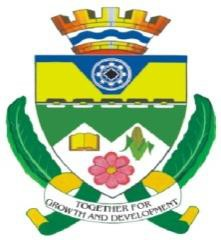 TOGETHER FOR
GROWTH AND DEVELOPMENT